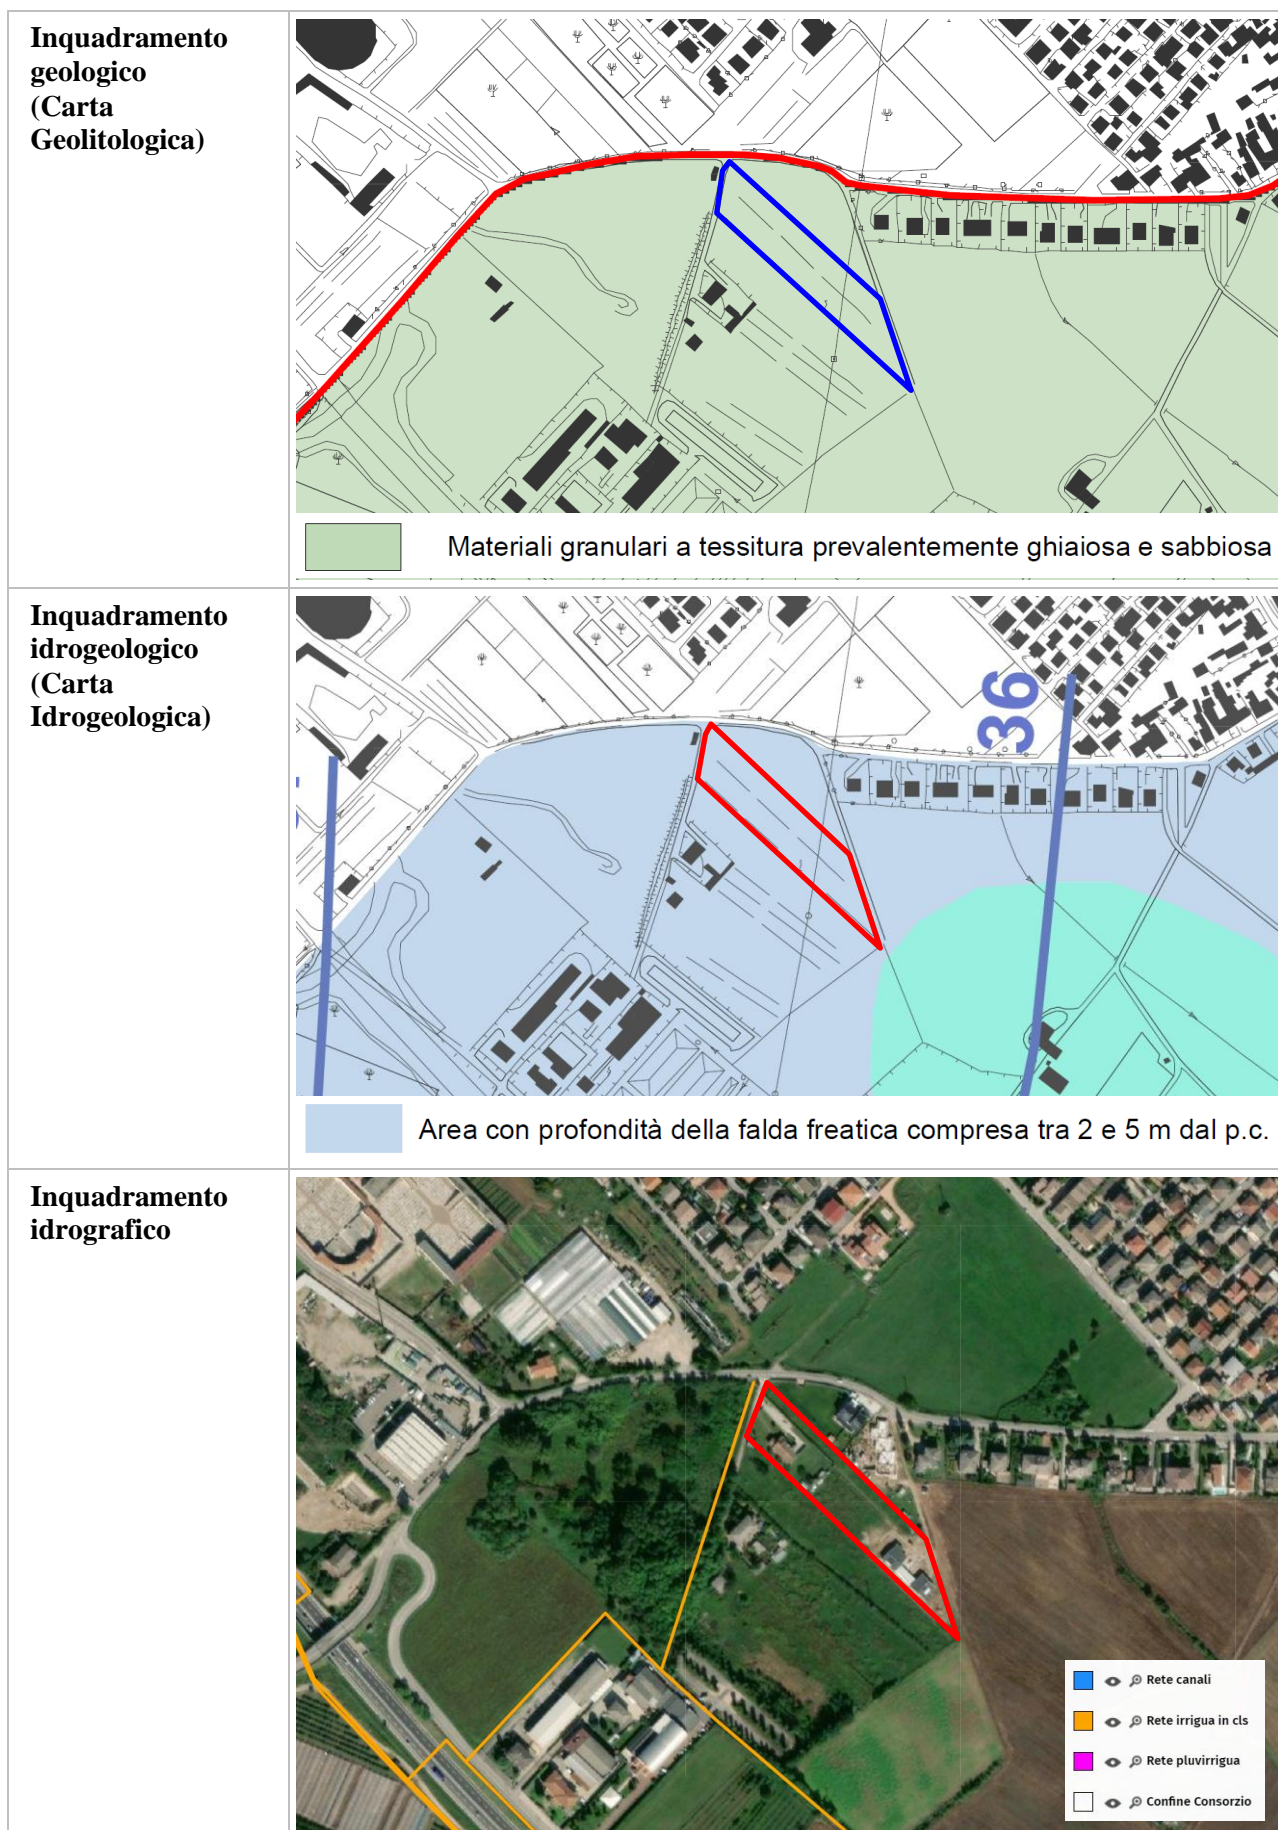 Inquadramento
geologico
(Carta
Geolitologica)
Materiali granulari a tessitura prevalentemente ghiaiosa e sabbiosa
Inquadramento
idrogeologico
(Carta
Idrogeologica)
36
Area con profondità della falda freatica compresa tra 2 e 5 m dal p.c.
Inquadramento
idrografico
Rete canali
Rete irrigua in cls
Rete pluvirrigua
Confine Consorzio